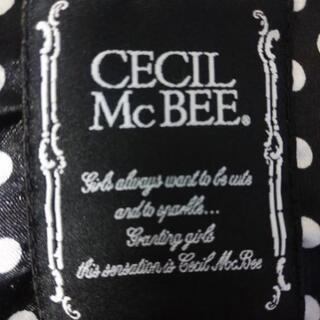 CECIL
McBEE®
Girls always want to be cute
and to sparkle...
Granting girls
this sensation is Cecil McBee